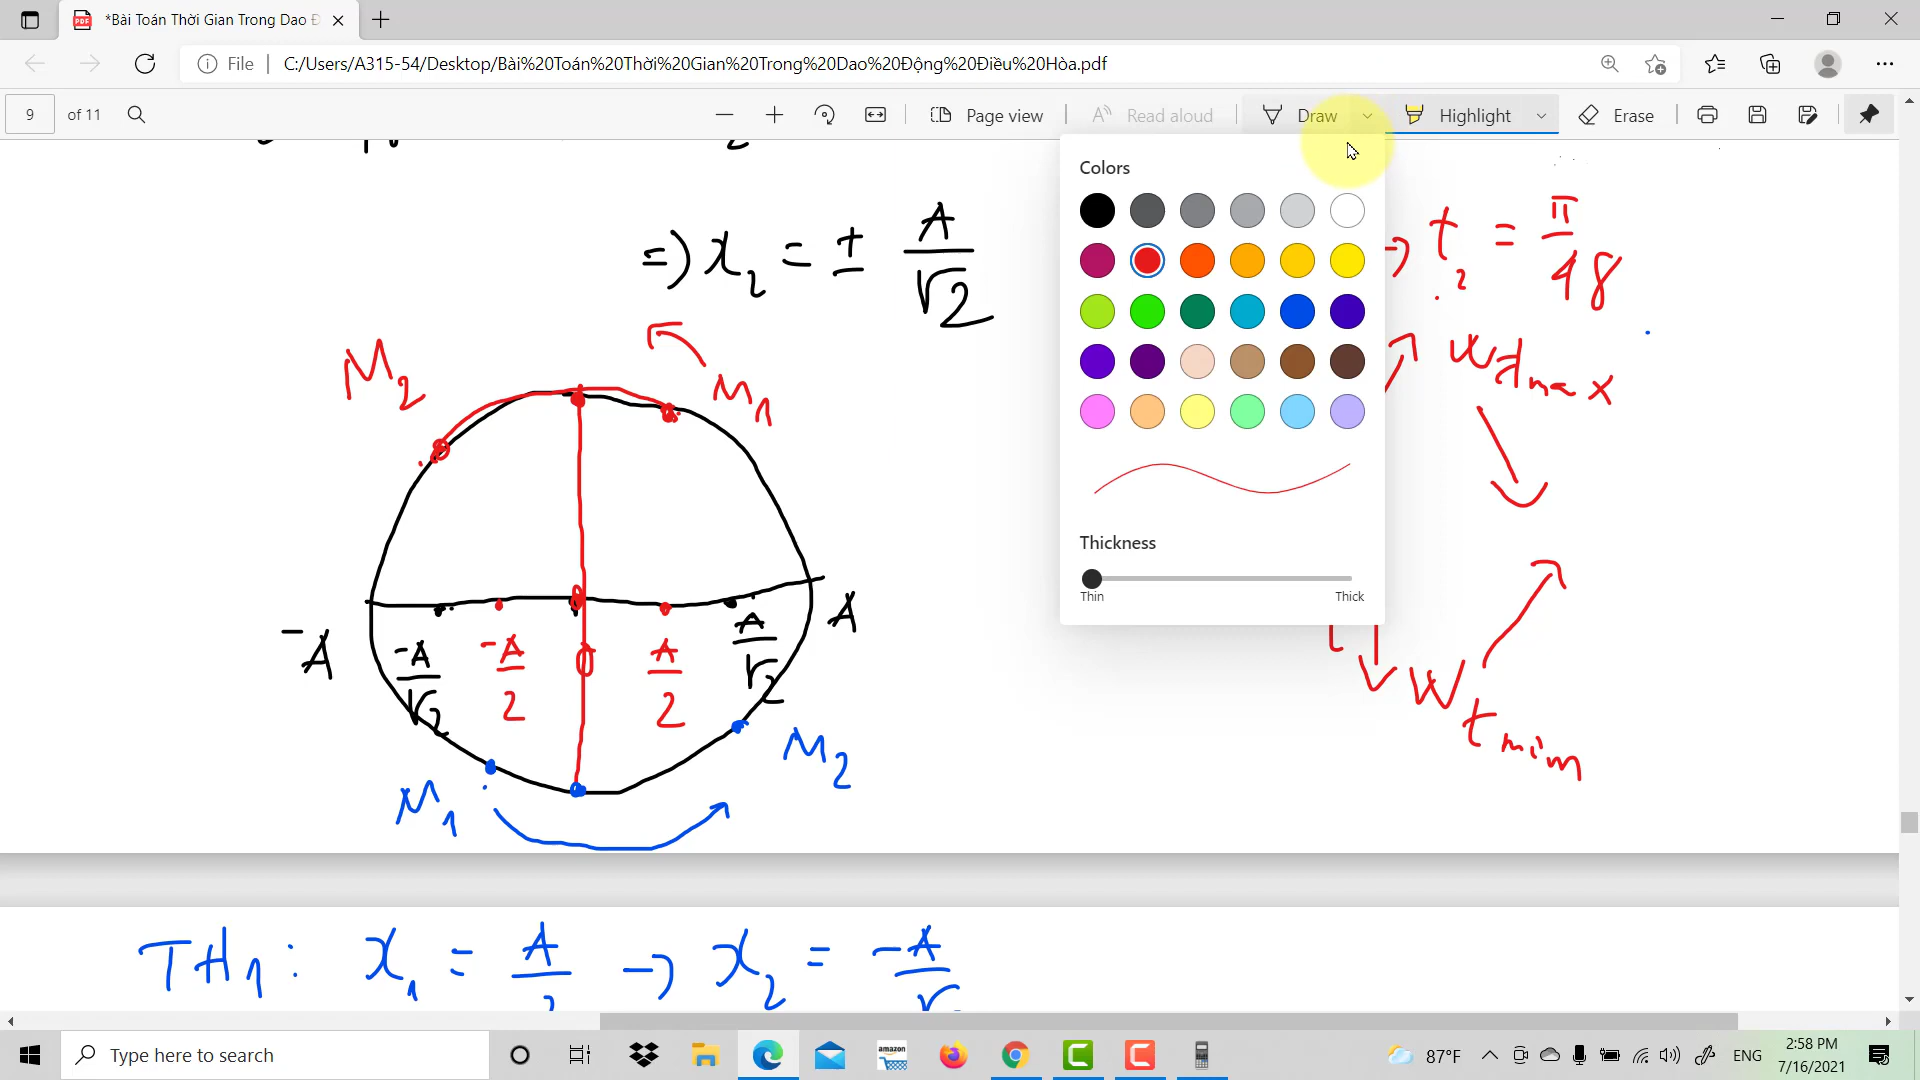 *Bài Toán Thời Gian Trong Dao Đ
File
C:/Users/A315-54/Desktop/Bài%20Toán%20Thời%20Gian%20Trong%20Dao%20Động%20Điều%20Hòa.pdf
9 of 11
Page view
Read aloud
Draw
Highlight
Erase
Colors
Thickness
Thin
Thick
=) x₂ = ± A/√2
t₂ = π/48
Wđmax
M₂
M₁
-A
-A/√2
-A/2
0
A/2
A/√2
A
M₁
M₂
Wtmin
TH1: x₁ = A/2 → x₂ = -A/√
Type here to search
amazon
87°F
ENG
2:58 PM
7/16/2021